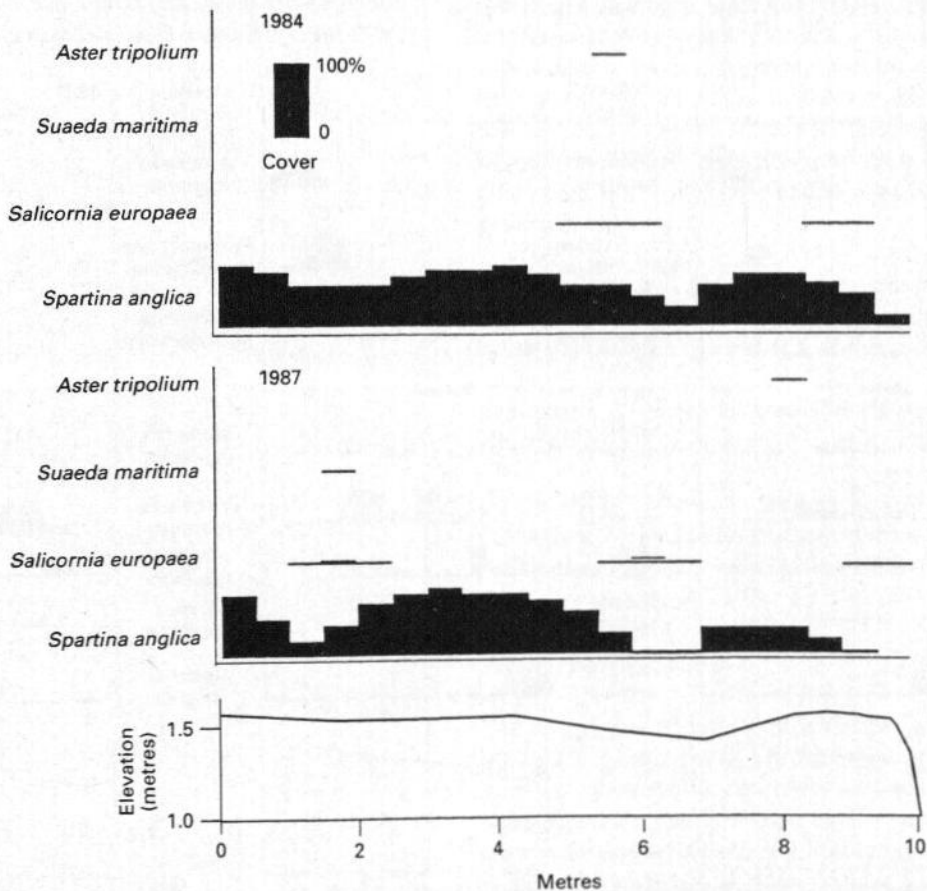 1984
Aster tripolium
100%
Suaeda maritima
0
Cover
Salicornia europaea
Spartina anglica
Aster tripolium
1987
Suaeda maritima
Salicornia europaea
Spartina anglica
Elevation
(metres)
1.5
1.0
0
2
4
6
8
10
Metres